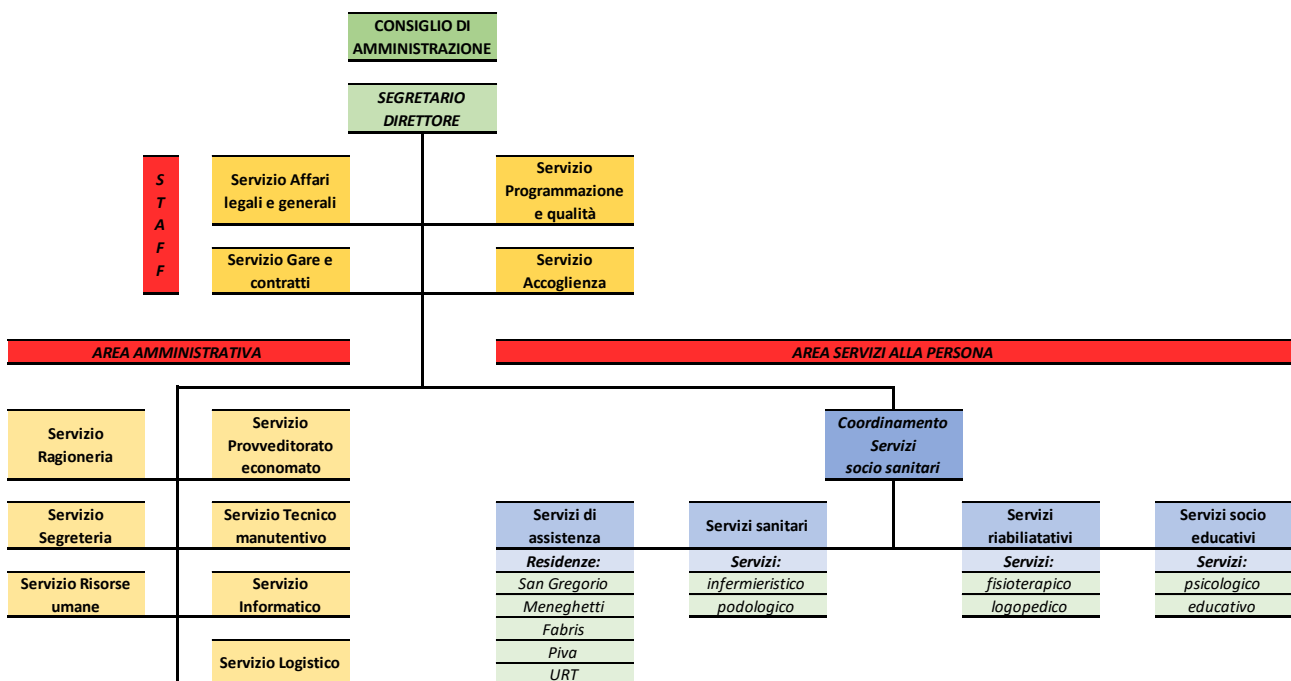 CONSIGLIO DI
AMMINISTRAZIONE
SEGRETARIO
DIRETTORE
S
T
A
F
F
Servizio Affari
legali e generali
Servizio
Programmazione
e qualità
Servizio Gare e
contratti
Servizio
Accoglienza
AREA AMMINISTRATIVA
AREA SERVIZI ALLA PERSONA
Servizio
Ragioneria
Servizio
Provveditorato
economato
Coordinamento
Servizi
socio sanitari
Servizio
Segreteria
Servizio Tecnico
manutentivo
Servizio Risorse
umane
Servizio
Informatico
Servizio Logistico
Servizi di
assistenza
Residenze:
San Gregorio
Meneghetti
Fabris
Piva
URT
Servizi sanitari
Servizi:
infermieristico
podologico
Servizi
riabiliatativi
Servizi:
fisioterapico
logopedico
Servizi socio
educativi
Servizi:
psicologico
educativo